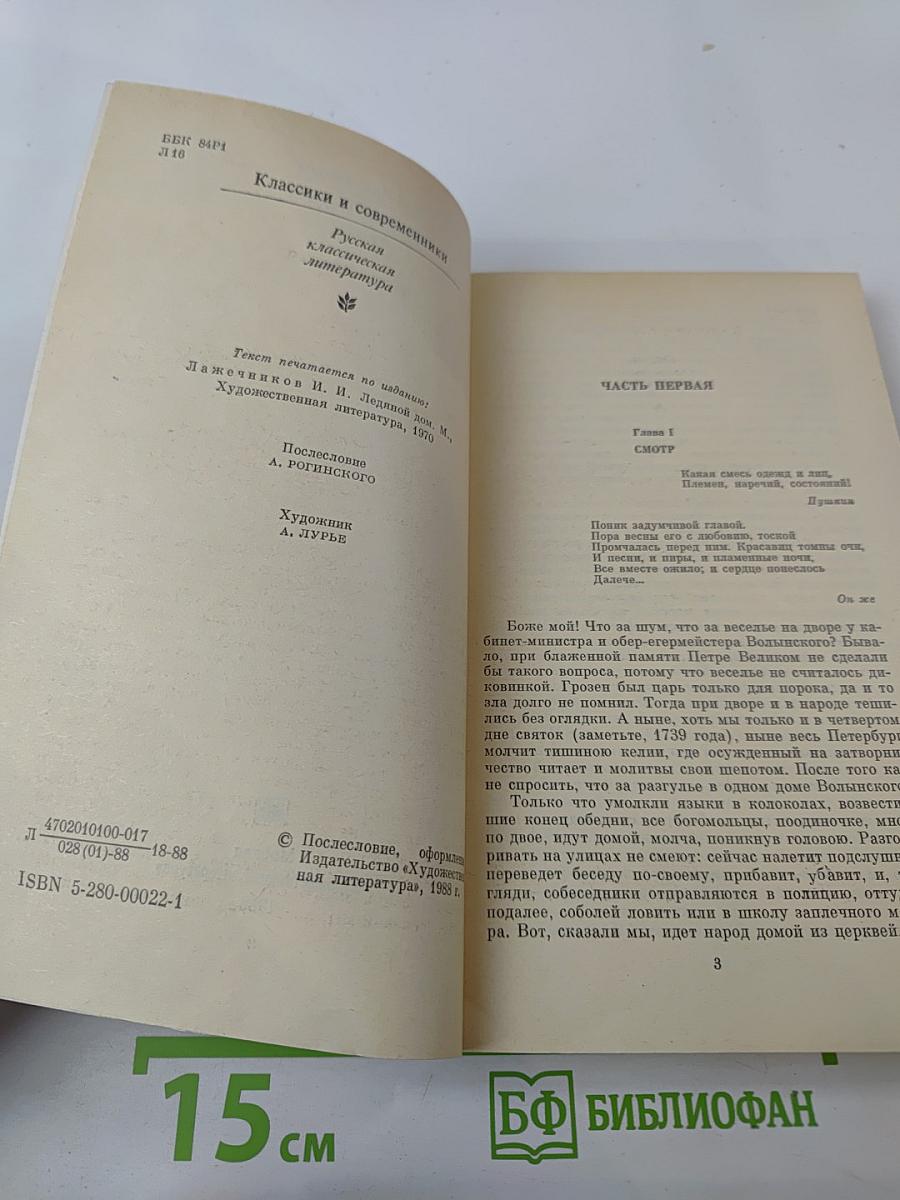 ББК 84Р1
Л16
Классики и современники
Русская
классическая
литература
Текст печатается по изданию:
Лажечников И. И. Ледяной дом. М.,
Художественная литература, 1970
Послесловие
А. РОГИНСКОГО
Художник
А. ЛУРЬЕ
Л 4702010100-017
028(01)-88 18-88
ISBN 5-280-00022-1
© Послесловие, оформле
Издательство «Художеств
ная литература», 1988 г.
ЧАСТЬ ПЕРВАЯ
Глава I
СМОТР
Какая смесь одежд и лиц,
Племен, наречий, состояний!
Пушкин
Поник задумчивой главой.
Пора весны его с любовию, тоской
Промчалась перед ним. Красавиц томны очи,
И песни, и пиры, и пламенные ночи,
Все вместе ожило; и сердце понеслось
Далече...
Он же
Боже мой! Что за шум, что за веселье на дворе у ка-
бинет-министра и обер-егермейстера Волынского? Быва-
ло, при блаженной памяти Петре Великом не сделали
бы такого вопроса, потому что веселье не считалось ди-
ковинкой. Грозен был царь только для порока, да и то
зла долго не помнил. Тогда при дворе и в народе теши-
лись без оглядки. А ныне, хоть мы только и в четвертом
дне святок (заметьте, 1739 года), ныне весь Петербург
молчит тишиною келии, где осужденный на затворни
чество читает и молитвы свои шепотом. После того ка
не спросить, что за разгулье в одном доме Волынского
Только что умолкли языки в колоколах, возвести
шие конец обедни, все богомольцы, поодиночке, мно
по двое, идут домой, молча, поникнув головою. Разго
ривать на улицах не смеют: сейчас налетит подслушн
переведет беседу по-своему, прибавит, убавит, и, т
гляди, собеседники отправляются в полицию, отту
подалее, соболей ловить или в школу заплечного м
ра. Вот, сказали мы, идет народ домой из церквей
3
15 см
БФ БИБЛИОФАН